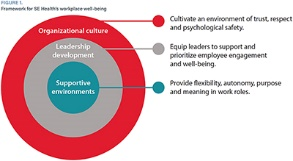 FIGURE 1.
Framework for SE Health's workplace well-being
Organizational culture
Leadership
development
Supportive
environments
Cultivate an environment of trust, respect
and psychological safety.
Equip leaders to support and
prioritize employee engagement
and well-being.
Provide flexibility, autonomy, purpose
and meaning in work roles.